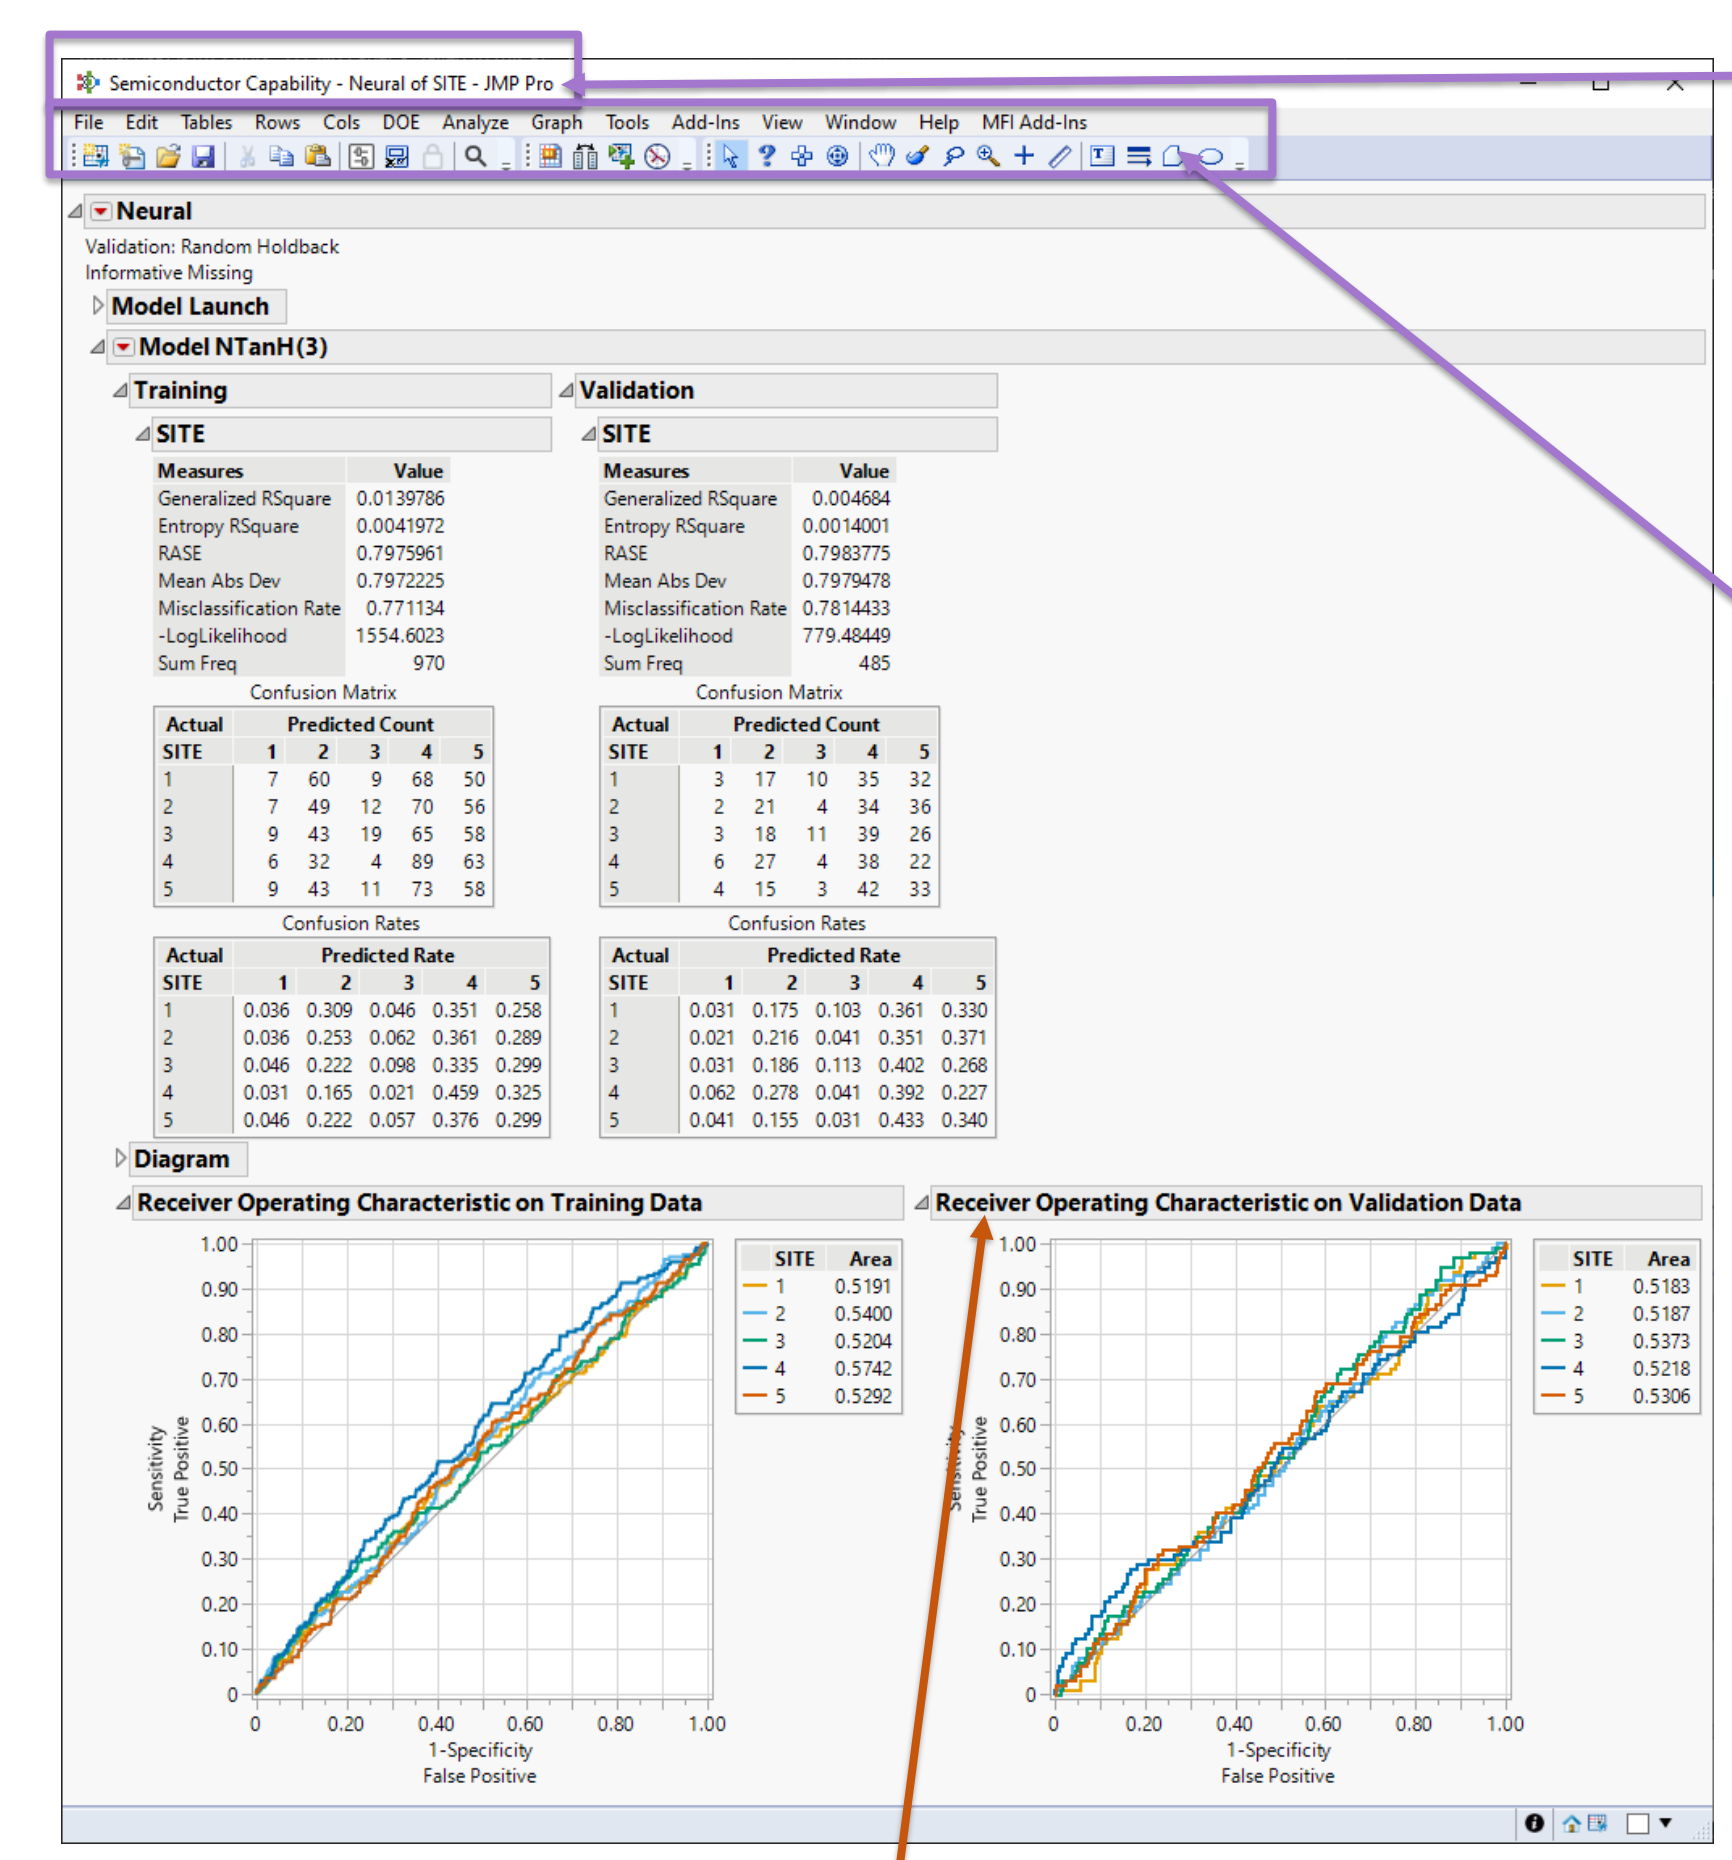 Semiconductor Capability - Neural of SITE - JMP Pro
File Edit Tables Rows Cols DOE Analyze Graph Tools Add-Ins View Window Help MFI Add-Ins
Neural
Validation: Random Holdback
Informative Missing
Model Launch
Model NTanH(3)
Training
SITE
Measures Value
Generalized RSquare 0.0139786
Entropy RSquare 0.0041972
RASE 0.7975961
Mean Abs Dev 0.7972225
Misclassification Rate 0.771134
-LogLikelihood 1554.6023
Sum Freq 970
Confusion Matrix
Actual Predicted Count
SITE 1 2 3 4 5
1 7 60 9 68 50
2 7 49 12 70 56
3 9 43 19 65 58
4 6 32 4 89 63
5 9 43 11 73 58
Confusion Rates
Actual Predicted Rate
SITE 1 2 3 4 5
1 0.036 0.309 0.046 0.351 0.258
2 0.036 0.253 0.062 0.361 0.289
3 0.046 0.222 0.098 0.335 0.299
4 0.031 0.165 0.021 0.459 0.325
5 0.046 0.222 0.057 0.376 0.299
Validation
SITE
Measures Value
Generalized RSquare 0.004684
Entropy RSquare 0.0014001
RASE 0.7983775
Mean Abs Dev 0.7979478
Misclassification Rate 0.7814433
-LogLikelihood 779.48449
Sum Freq 485
Confusion Matrix
Actual Predicted Count
SITE 1 2 3 4 5
1 3 17 10 35 32
2 2 21 4 34 36
3 3 18 11 39 26
4 6 27 4 38 22
5 4 15 3 42 33
Confusion Rates
Actual Predicted Rate
SITE 1 2 3 4 5
1 0.031 0.175 0.103 0.361 0.330
2 0.021 0.216 0.041 0.351 0.371
3 0.031 0.186 0.113 0.402 0.268
4 0.062 0.278 0.041 0.392 0.227
5 0.041 0.155 0.031 0.433 0.340
Diagram
Receiver Operating Characteristic on Training Data
1.00
0.90
0.80
0.70
0.60
0.50
0.40
0.30
0.20
0.10
0
Sensitivity
True Positive
0 0.20 0.40 0.60 0.80 1.00
1-Specificity
False Positive
SITE Area
1 0.5191
2 0.5400
3 0.5204
4 0.5742
5 0.5292
Receiver Operating Characteristic on Validation Data
1.00
0.90
0.80
0.70
0.60
0.50
0.40
0.30
0.20
0.10
0
Sensitivity
True Positive
0 0.20 0.40 0.60 0.80 1.00
1-Specificity
False Positive
SITE Area
1 0.5183
2 0.5187
3 0.5373
4 0.5218
5 0.5306